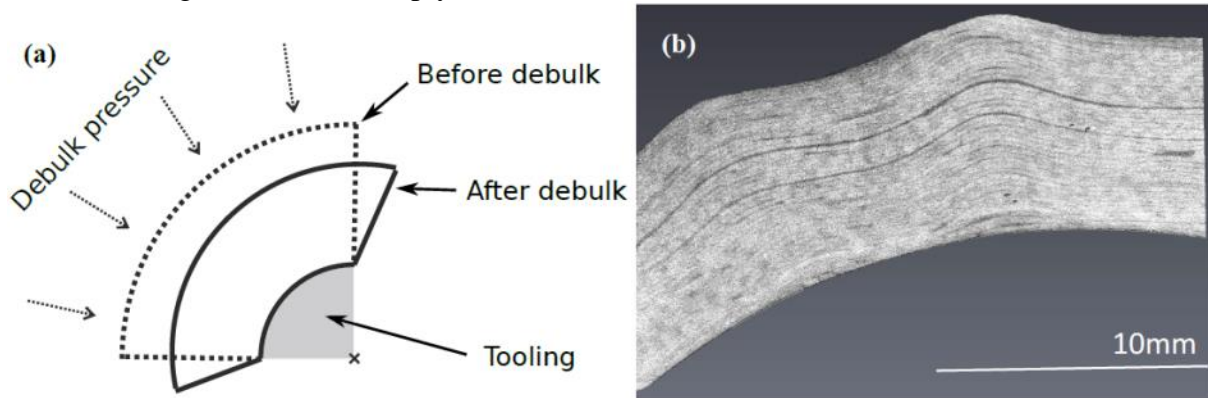 (a)
Debulk pressure
Before debulk
After debulk
Tooling
(b)
10mm